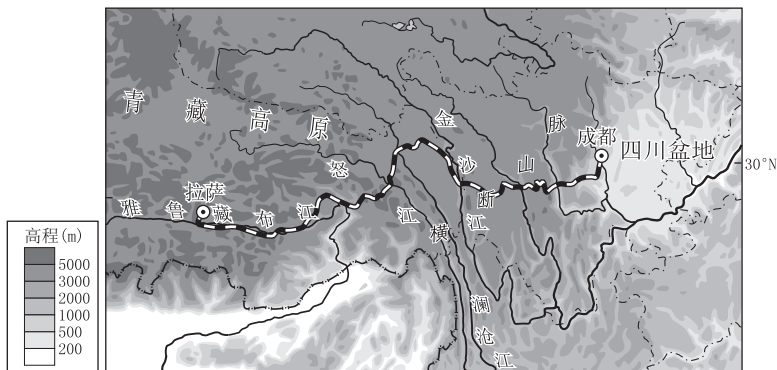 青藏高原
金沙江
横断山脉
成都
四川盆地
30°N
怒江
拉萨
雅鲁藏布江
澜沧江
高程(m)
5000
3000
2000
1000
500
200